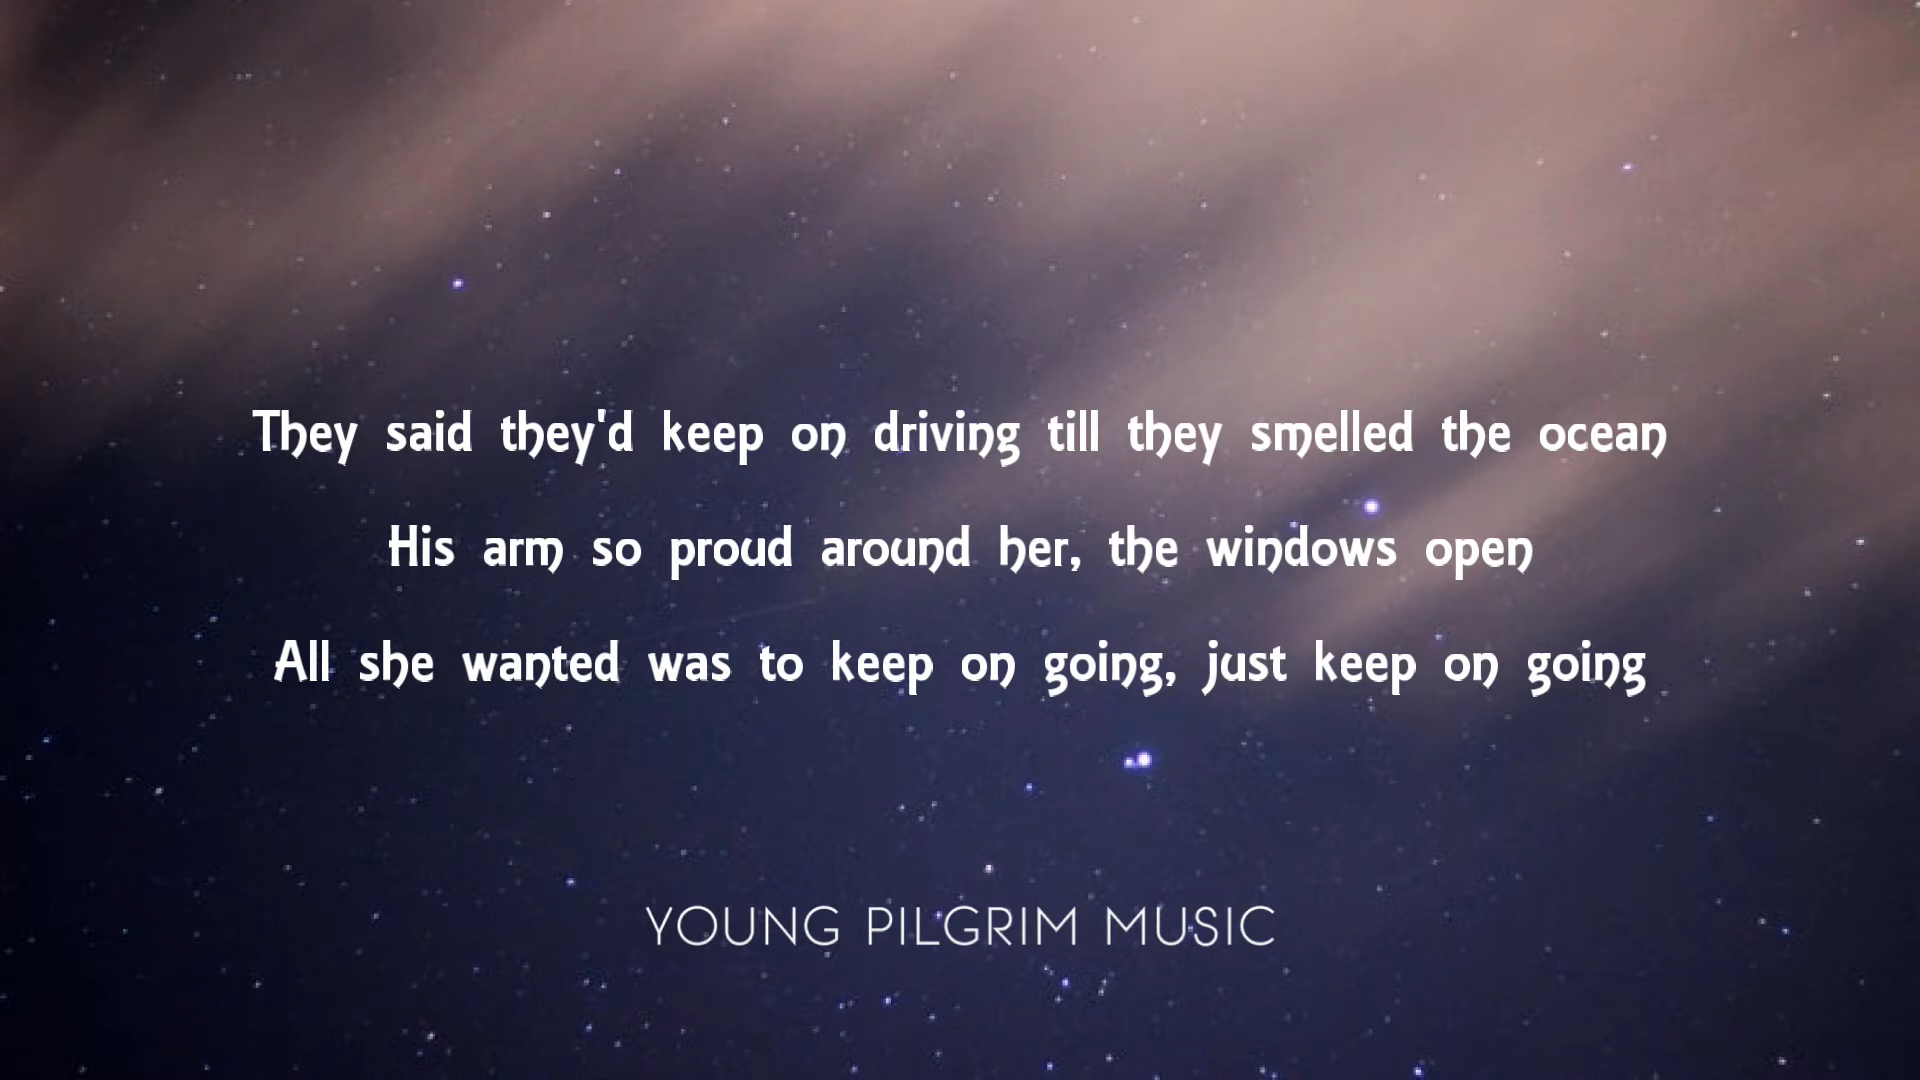 They said they'd keep on driving till they smelled the ocean
His arm so proud around her, the windows open
All she wanted was to keep on going, just keep on going
YOUNG PILGRIM MUSIC